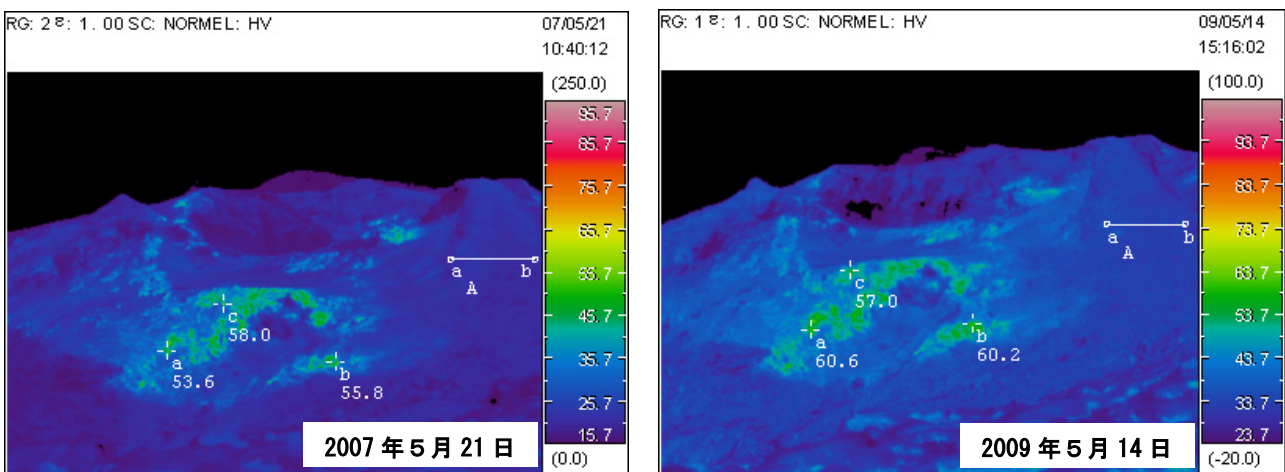 RG: 2 ε: 1. 00 SC: NORMEL: HV
07/05/21
10:40:12
(250.0)
95.7
85.7
75.7
65.7
55.7
45.7
35.7
25.7
15.7
(0.0)
a b
A
c
58.0
a
53.6
b
55.8
2007年5月21日
RG: 1 ε: 1. 00 SC: NORMEL: HV
09/05/14
15:16:02
(100.0)
93.7
83.7
73.7
63.7
53.7
43.7
33.7
23.7
(-20.0)
a b
A
c
57.0
a
60.6
b
60.2
2009年5月14日